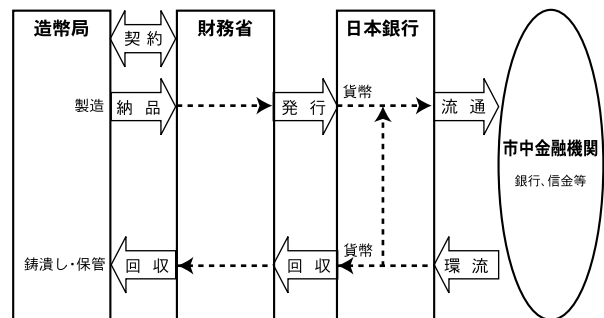 造幣局
財務省
日本銀行
契約
製造
納品
発行
貨幣
流通
市中金融機関
銀行、信金等
鋳潰し・保管
回収
回収
貨幣
環流